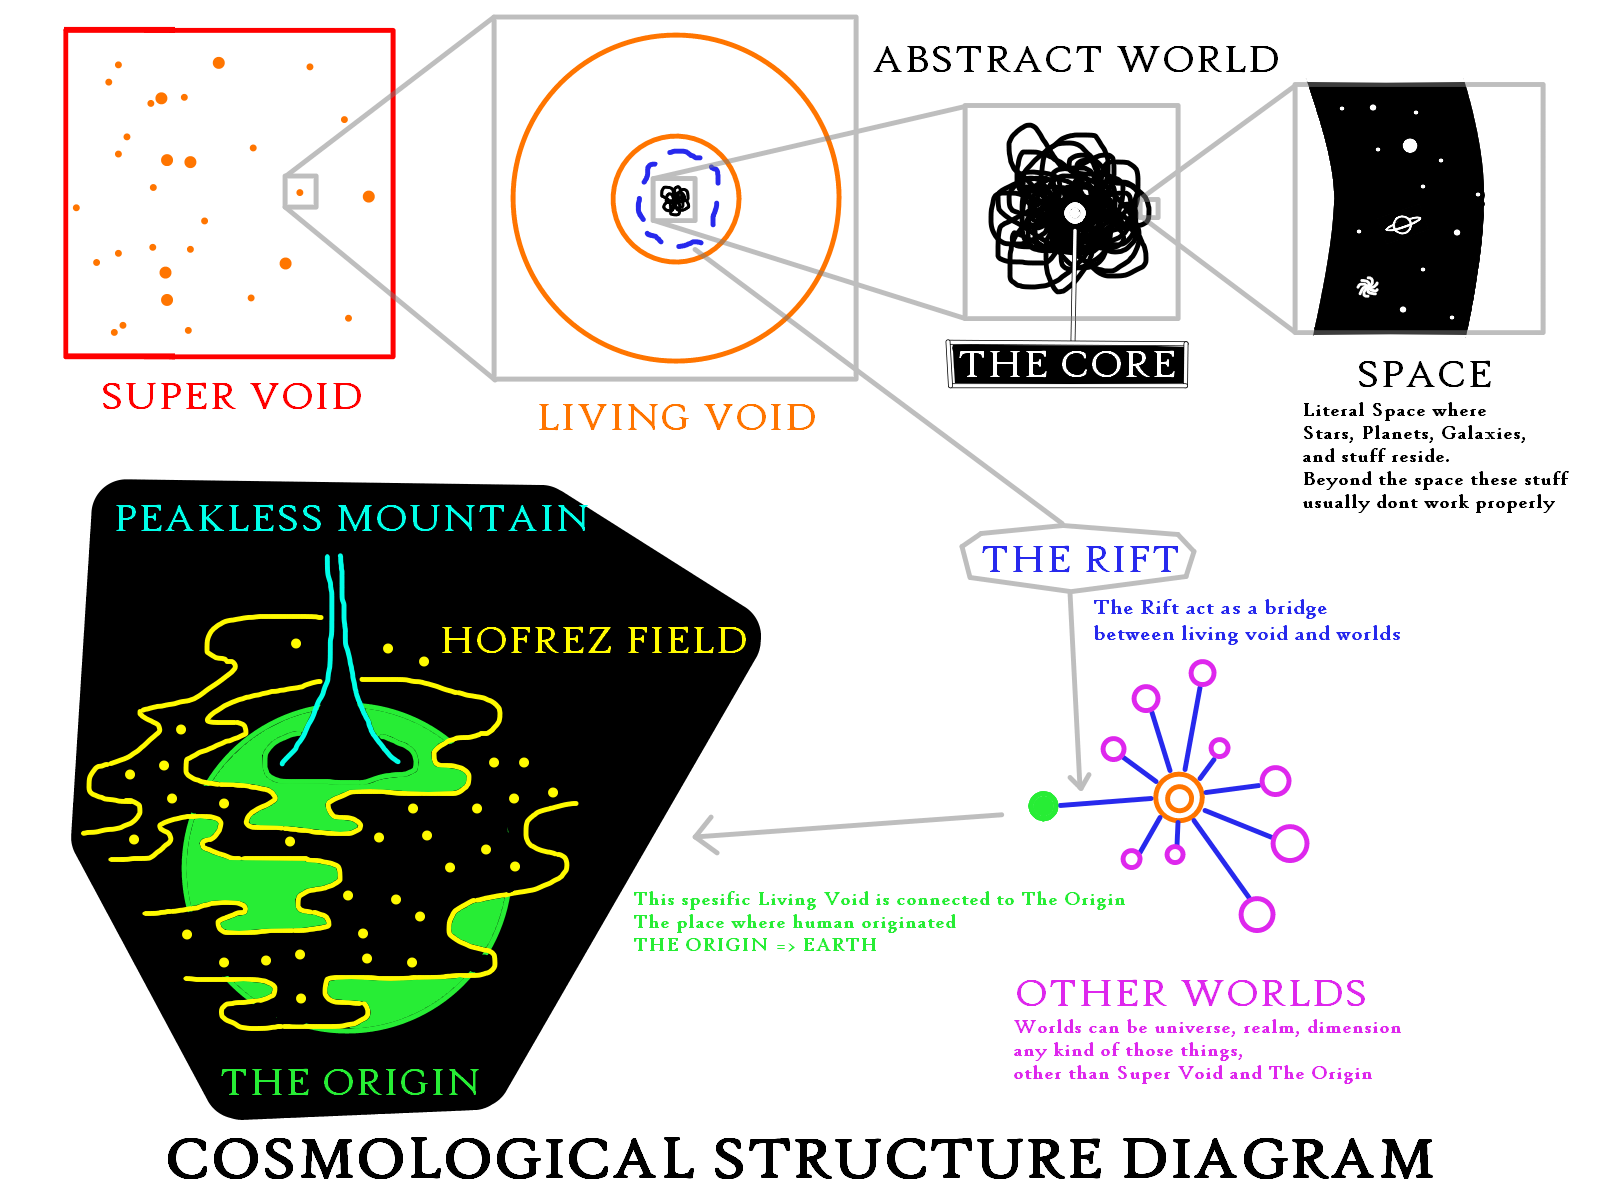 ABSTRACT WORLD
SUPER VOID
LIVING VOID
THE CORE
SPACE
Literal Space where
Stars, Planets, Galaxies,
and stuff reside.
Beyond the space these stuff
usually dont work properly
PEAKLESS MOUNTAIN
HOFREZ FIELD
THE ORIGIN
THE RIFT
The Rift act as a bridge
between living void and worlds
This spesific Living Void is connected to The Origin
The place where human originated
THE ORIGIN => EARTH
OTHER WORLDS
Worlds can be universe, realm, dimension
any kind of those things,
other than Super Void and The Origin
COSMOLOGICAL STRUCTURE DIAGRAM